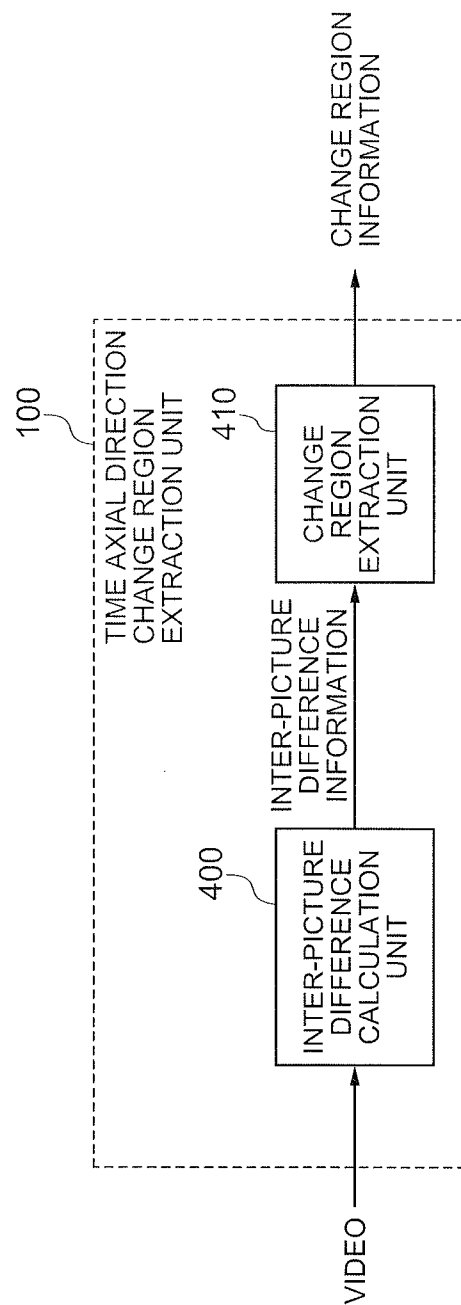 100
TIME AXIAL DIRECTION
CHANGE REGION
EXTRACTION UNIT
VIDEO
400
INTER-PICTURE
DIFFERENCE
CALCULATION
UNIT
INTER-PICTURE
DIFFERENCE
INFORMATION
410
CHANGE
REGION
EXTRACTION
UNIT
CHANGE REGION
INFORMATION